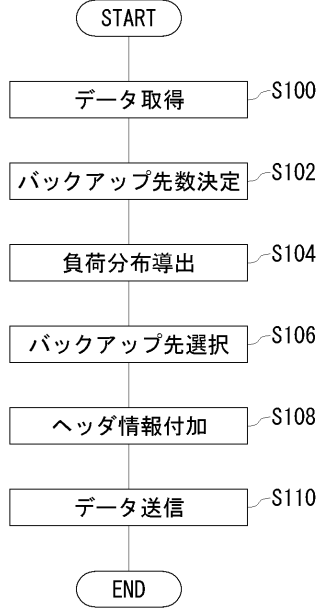 START
データ取得
S100
バックアップ先数決定
S102
負荷分布導出
S104
バックアップ先選択
S106
ヘッダ情報付加
S108
データ送信
S110
END